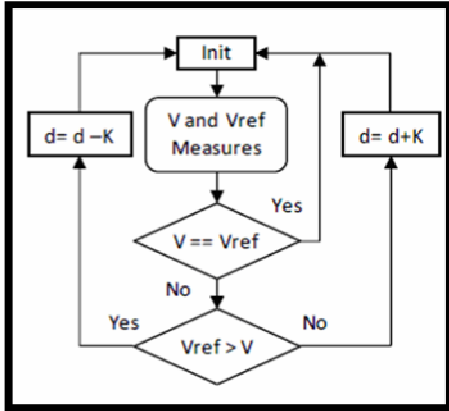 Init
V and Vref
Measures
d= d –K
d= d+K
Yes
V == Vref
No
Yes
No
Vref > V